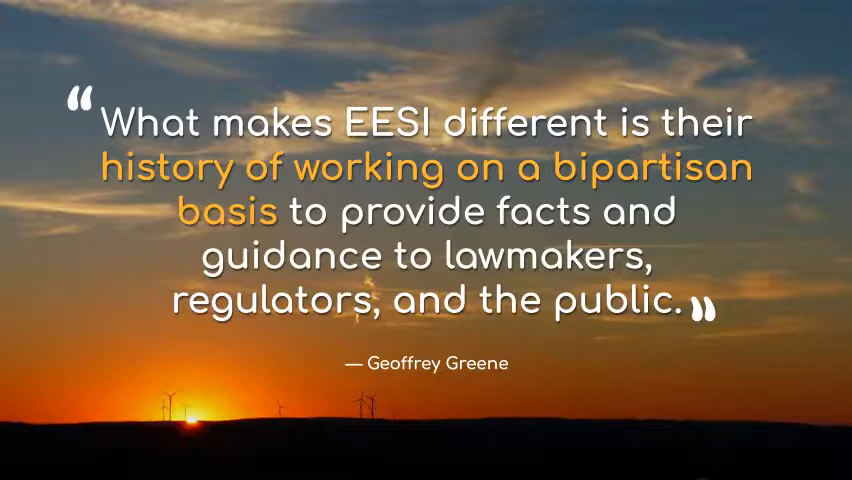 “What makes EESI different is their
history of working on a bipartisan
basis to provide facts and
guidance to lawmakers,
regulators, and the public.”
— Geoffrey Greene